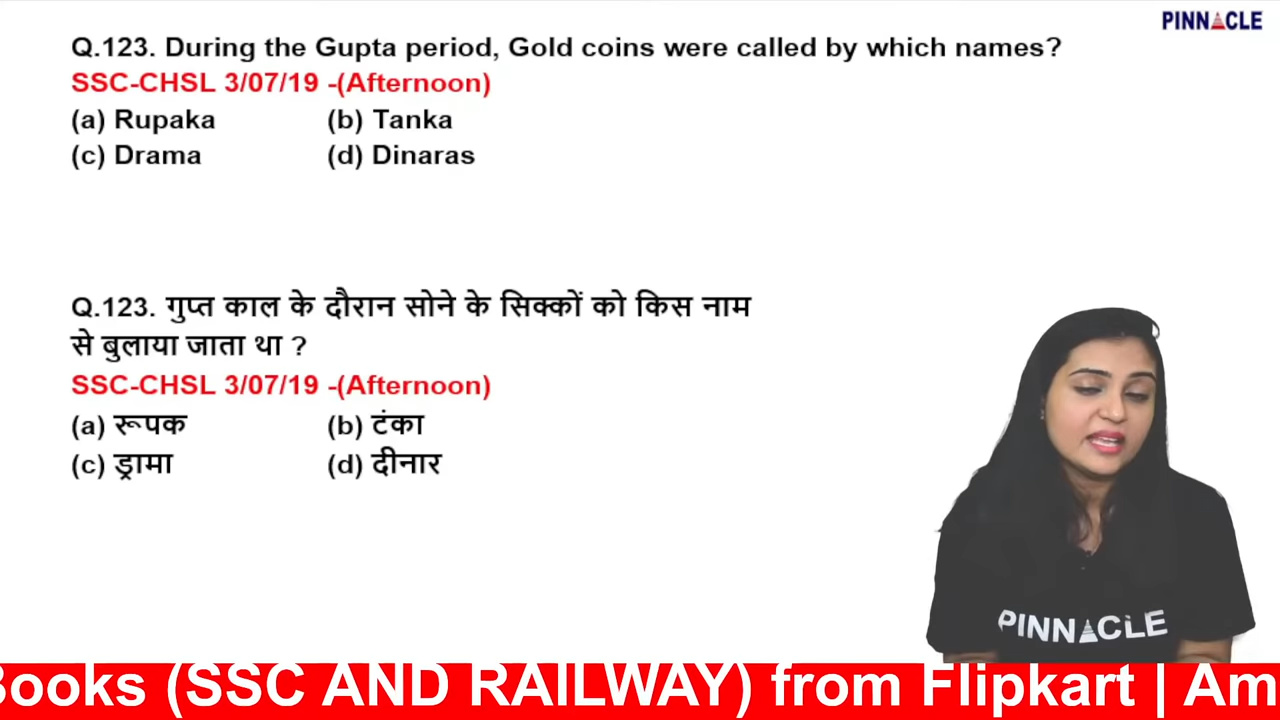 PINNACLE
Q.123. During the Gupta period, Gold coins were called by which names?
SSC-CHSL 3/07/19 -(Afternoon)
(a) Rupaka (b) Tanka
(c) Drama (d) Dinaras
Q.123. गुप्त काल के दौरान सोने के सिक्कों को किस नाम
से बुलाया जाता था ?
SSC-CHSL 3/07/19 -(Afternoon)
(a) रूपक (b) टंका
(c) ड्रामा (d) दीनार
PINNACLE
Books (SSC AND RAILWAY) from Flipkart | Am